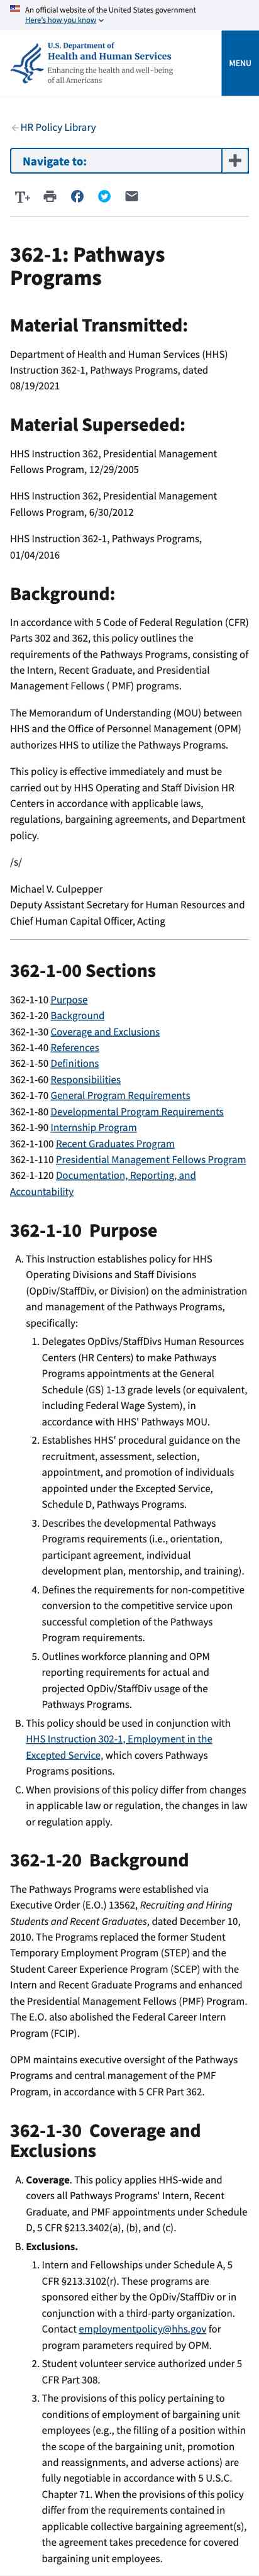 An official website of the United States government
Here's how you know
U.S. Department of
Health and Human Services
Enhancing the health and well-being
of all Americans
MENU
HR Policy Library
Navigate to:
362-1: Pathways
Programs
Material Transmitted:
Department of Health and Human Services (HHS)
Instruction 362-1, Pathways Programs, dated
08/19/2021
Material Superseded:
HHS Instruction 362, Presidential Management
Fellows Program, 12/29/2005
HHS Instruction 362, Presidential Management
Fellows Program, 6/30/2012
HHS Instruction 362-1, Pathways Programs,
01/04/2016
Background:
In accordance with 5 Code of Federal Regulation (CFR)
Parts 302 and 362, this policy outlines the
requirements of the Pathways Programs, consisting of
the Intern, Recent Graduate, and Presidential
Management Fellows ( PMF) programs.
The Memorandum of Understanding (MOU) between
HHS and the Office of Personnel Management (OPM)
authorizes HHS to utilize the Pathways Programs.
This policy is effective immediately and must be
carried out by HHS Operating and Staff Division HR
Centers in accordance with applicable laws,
regulations, bargaining agreements, and Department
policy.
/s/
Michael V. Culpepper
Deputy Assistant Secretary for Human Resources and
Chief Human Capital Officer, Acting
362-1-00 Sections
362-1-10 Purpose
362-1-20 Background
362-1-30 Coverage and Exclusions
362-1-40 References
362-1-50 Definitions
362-1-60 Responsibilities
362-1-70 General Program Requirements
362-1-80 Developmental Program Requirements
362-1-90 Internship Program
362-1-100 Recent Graduates Program
362-1-110 Presidential Management Fellows Program
362-1-120 Documentation, Reporting, and
Accountability
362-1-10 Purpose
A. This Instruction establishes policy for HHS
Operating Divisions and Staff Divisions
(OpDiv/StaffDiv, or Division) on the administration
and management of the Pathways Programs,
specifically:
1. Delegates OpDivs/StaffDivs Human Resources
Centers (HR Centers) to make Pathways
Programs appointments at the General
Schedule (GS) 1-13 grade levels (or equivalent,
including Federal Wage System), in
accordance with HHS' Pathways MOU.
2. Establishes HHS' procedural guidance on the
recruitment, assessment, selection,
appointment, and promotion of individuals
appointed under the Excepted Service,
Schedule D, Pathways Programs.
3. Describes the developmental Pathways
Programs requirements (i.e., orientation,
participant agreement, individual
development plan, mentorship, and training).
4. Defines the requirements for non-competitive
conversion to the competitive service upon
successful completion of the Pathways
Program requirements.
5. Outlines workforce planning and OPM
reporting requirements for actual and
projected OpDiv/StaffDiv usage of the
Pathways Programs.
B. This policy should be used in conjunction with
HHS Instruction 302-1, Employment in the
Excepted Service, which covers Pathways
Programs positions.
C. When provisions of this policy differ from changes
in applicable law or regulation, the changes in law
or regulation apply.
362-1-20 Background
The Pathways Programs were established via
Executive Order (E.O.) 13562, Recruiting and Hiring
Students and Recent Graduates, dated December 10,
2010. The Programs replaced the former Student
Temporary Employment Program (STEP) and the
Student Career Experience Program (SCEP) with the
Intern and Recent Graduate Programs and enhanced
the Presidential Management Fellows (PMF) Program.
The E.O. also abolished the Federal Career Intern
Program (FCIP).
OPM maintains executive oversight of the Pathways
Programs and central management of the PMF
Program, in accordance with 5 CFR Part 362.
362-1-30 Coverage and
Exclusions
A. Coverage. This policy applies HHS-wide and
covers all Pathways Programs' Intern, Recent
Graduate, and PMF appointments under Schedule
D, 5 CFR §213.3402(a), (b), and (c).
B. Exclusions.
1. Intern and Fellowships under Schedule A, 5
CFR §213.3102(r). These programs are
sponsored either by the OpDiv/StaffDiv or in
conjunction with a third-party organization.
Contact employmentpolicy@hhs.gov for
program parameters required by OPM.
2. Student volunteer service authorized under 5
CFR Part 308.
3. The provisions of this policy pertaining to
conditions of employment of bargaining unit
employees (e.g., the filling of a position within
the scope of the bargaining unit, promotion
and reassignments, and adverse actions) are
fully negotiable in accordance with 5 U.S.C.
Chapter 71. When the provisions of this policy
differ from the requirements contained in
applicable collective bargaining agreement(s),
the agreement takes precedence for covered
bargaining unit employees.